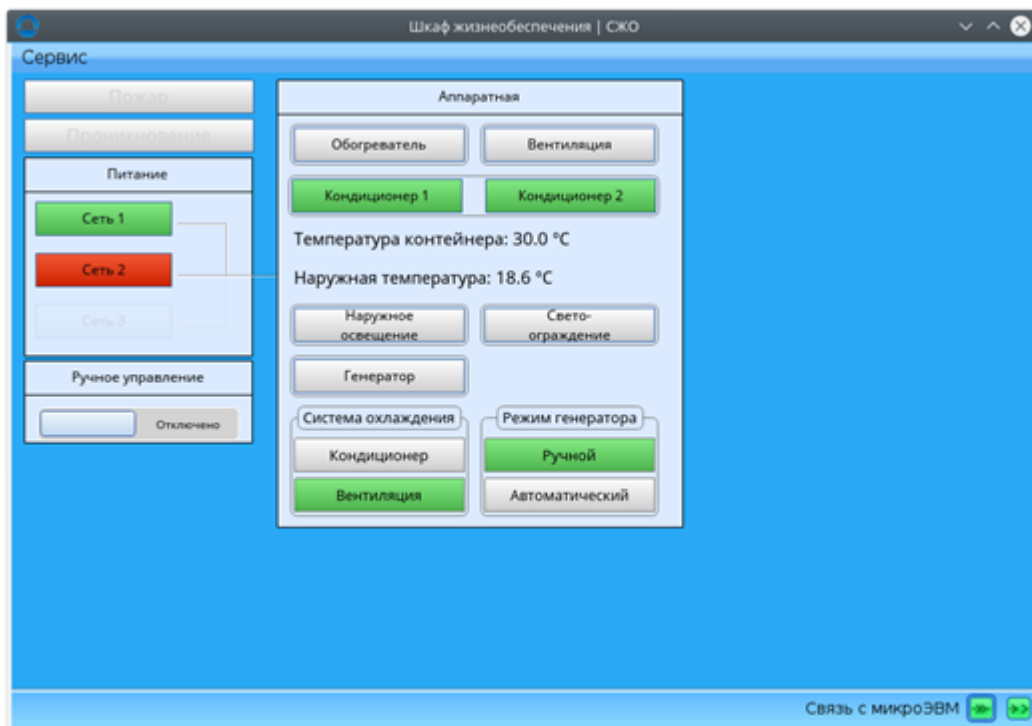 Шкаф жизнеобеспечения | СЖО
Сервис
Пожар
Проникновение
Питание
Сеть 1
Сеть 2
Сеть 3
Ручное управление
Отключено
Аппаратная
Обогреватель
Вентиляция
Кондиционер 1
Кондиционер 2
Температура контейнера: 30.0 °C
Наружная температура: 18.6 °C
Наружное
освещение
Свето-
ограждение
Генератор
Система охлаждения
Кондиционер
Вентиляция
Режим генератора
Ручной
Автоматический
Связь с микроЭВМ